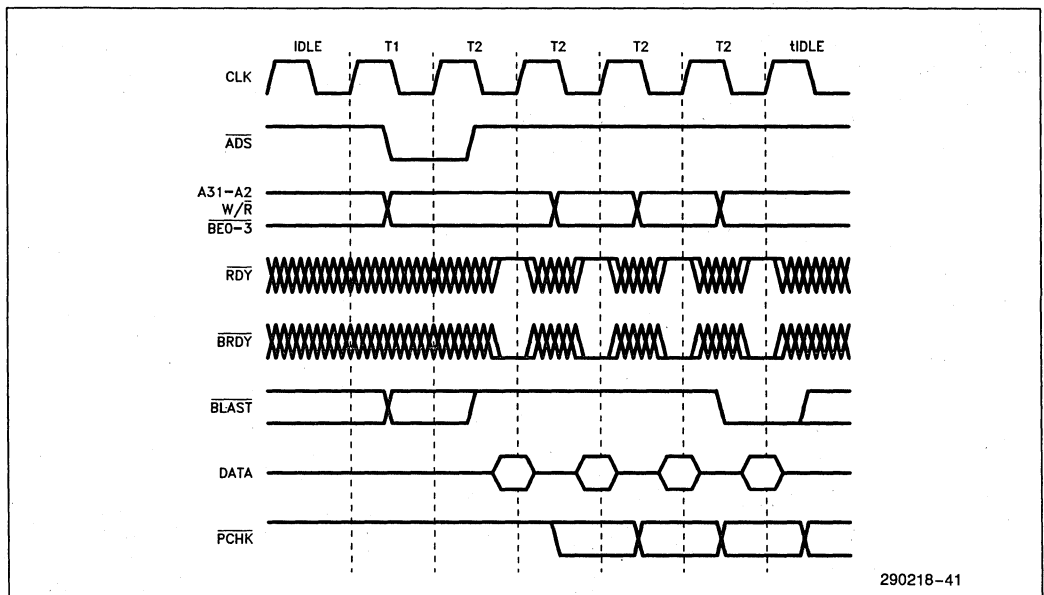 IDLE T1 T2 T2 T2 T2 tIDLE
CLK
ADS
A31-A2
W/R
BE0-3
RDY
BRDY
BLAST
DATA
PCHK
290218-41